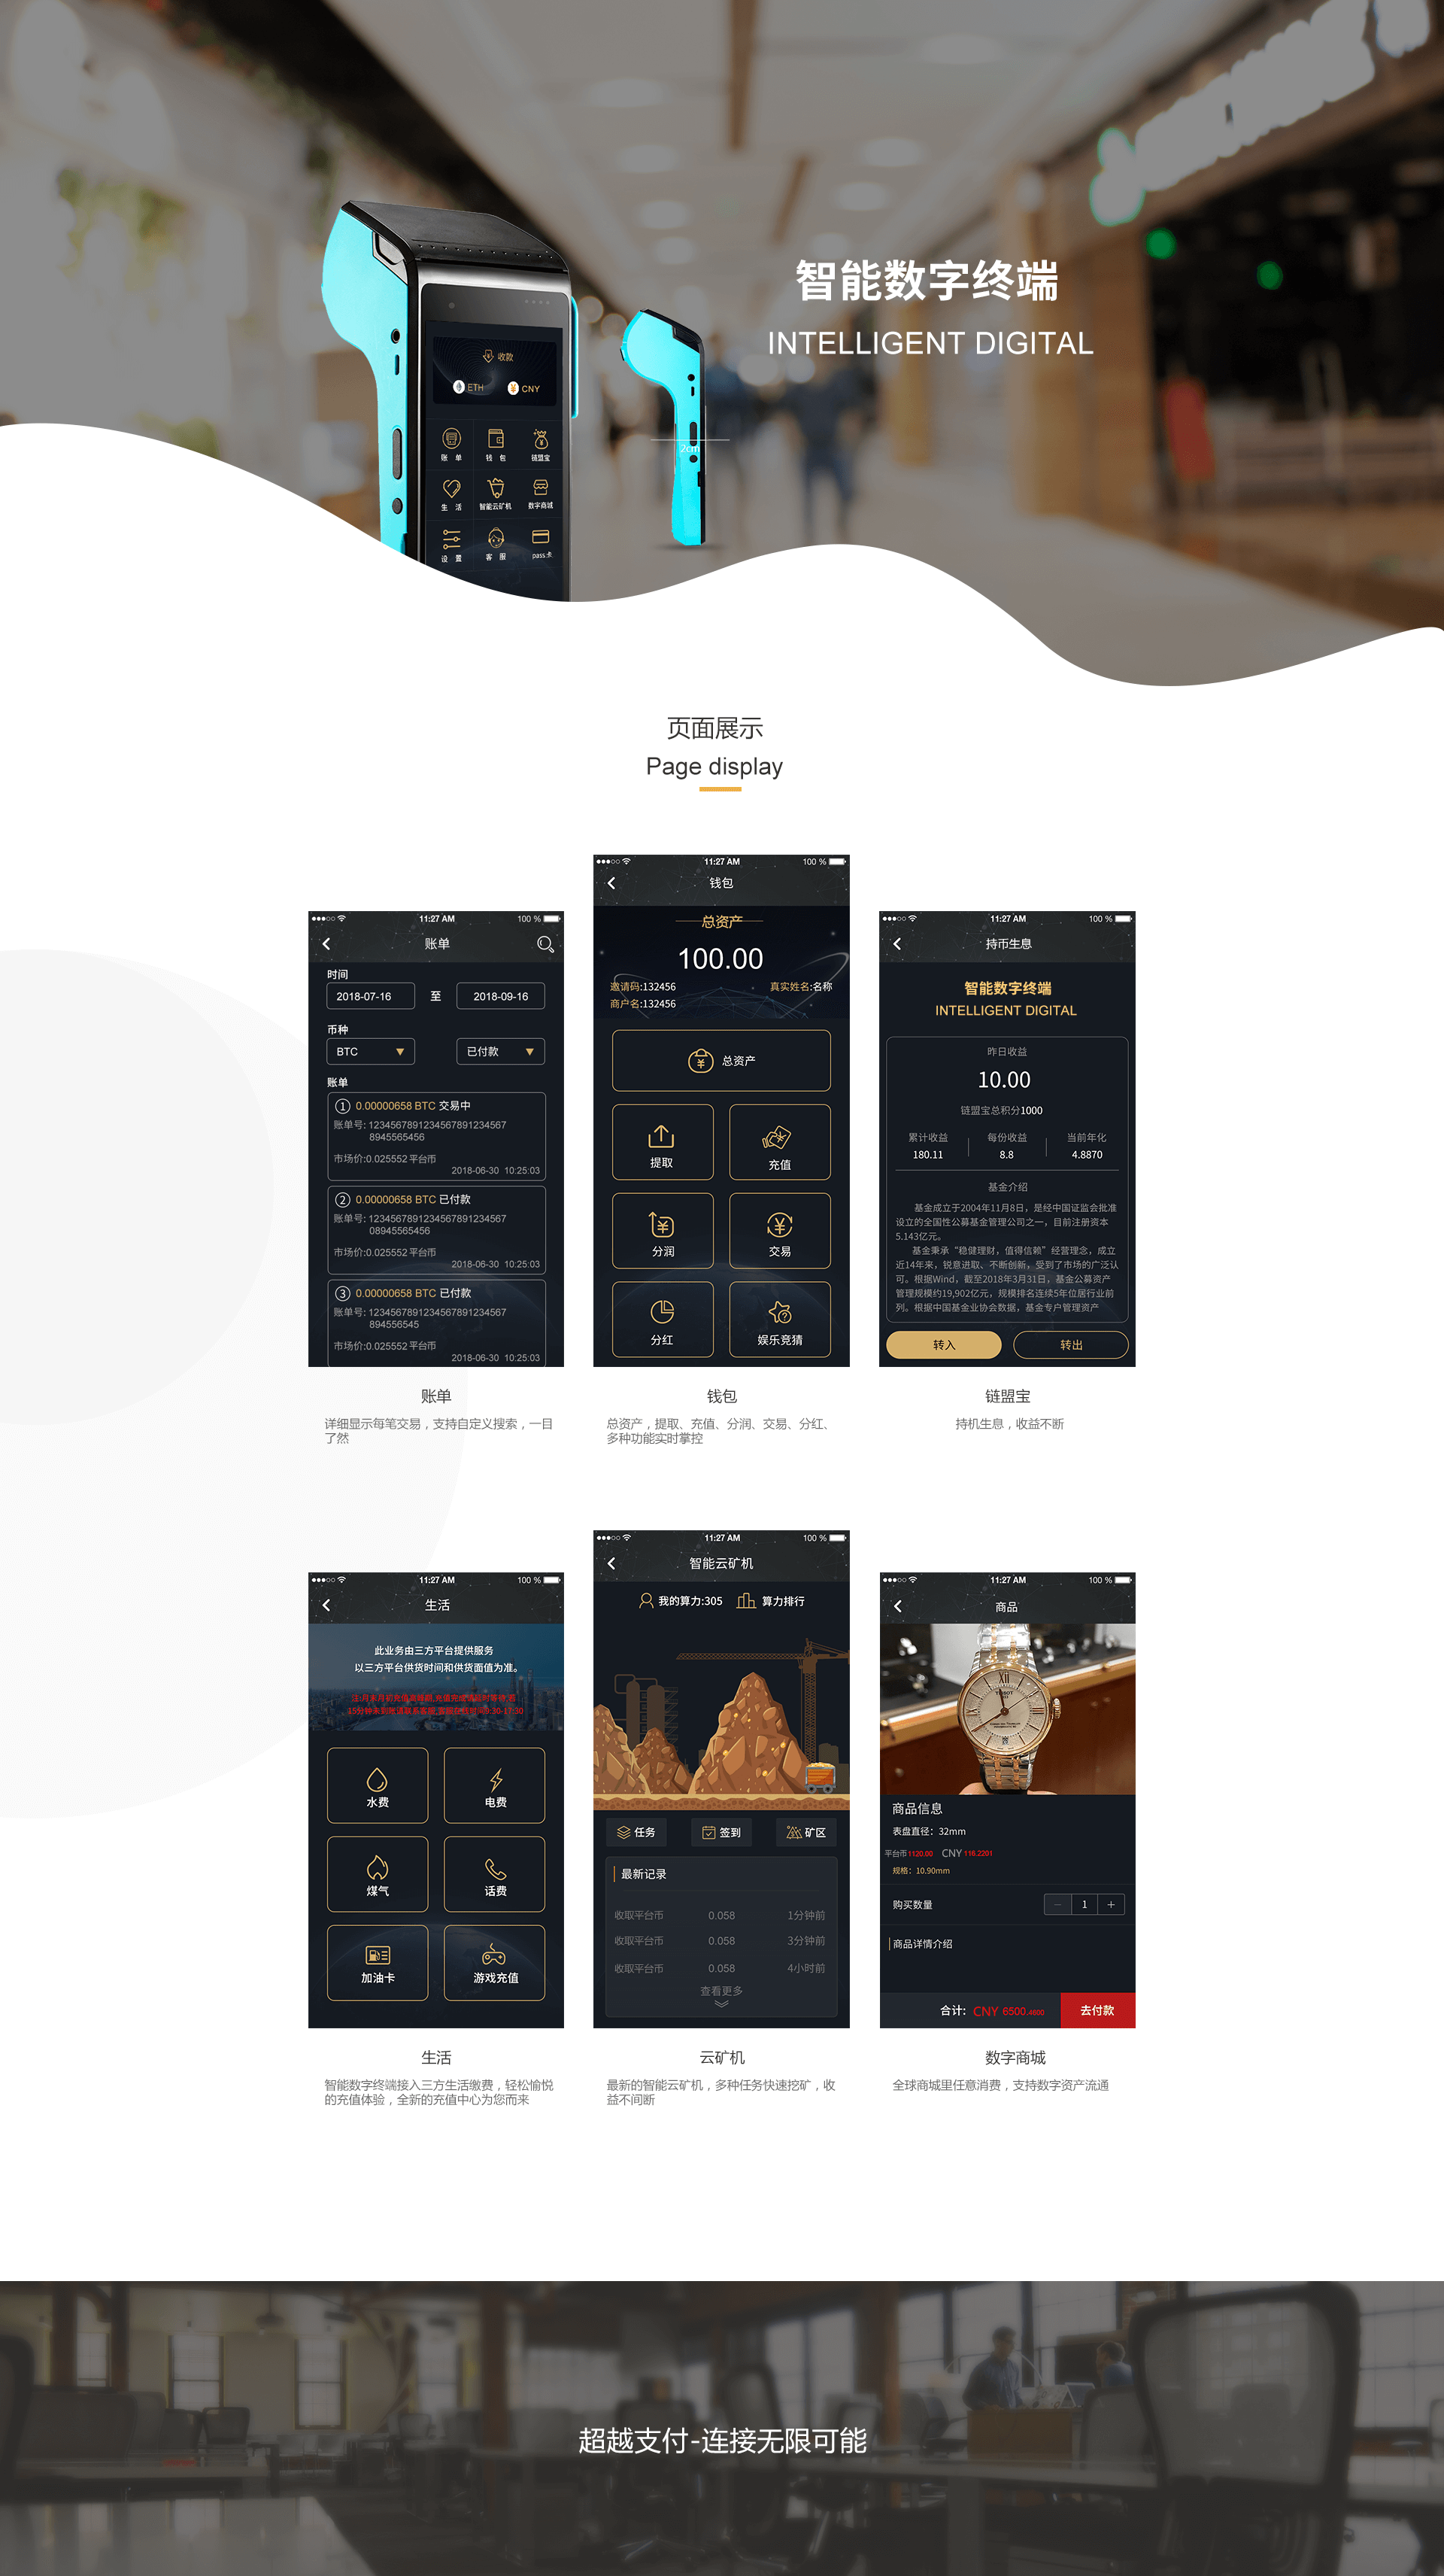 智能数字终端
INTELLIGENT DIGITAL
收款
ETH
CNY
账 单
钱 包
链盟宝
生 活
智能云矿机
数字商城
设 置
客 服
pass卡
2cm
页面展示
Page display
11:27 AM
100 %
账单
时间
2018-07-16
至
2018-09-16
币种
BTC
已付款
账单
1 0.00000658 BTC 交易中
账单号: 1234567891234567891234567
8945565456
市场价:0.025552 平台币
2018-06-30 10:25:03
2 0.00000658 BTC 已付款
账单号: 1234567891234567891234567
08945565456
市场价:0.025552 平台币
2018-06-30 10:25:03
3 0.00000658 BTC 已付款
账单号: 1234567891234567891234567
894556545
市场价:0.025552 平台币
2018-06-30 10:25:03
账单
详细显示每笔交易，支持自定义搜索，一目
了然
11:27 AM
100 %
钱包
总资产
100.00
邀请码:132456
真实姓名:名称
商户名:132456
总资产
提取
充值
分润
交易
分红
娱乐竞猜
钱包
总资产，提取、充值、分润、交易、分红、
多种功能实时掌控
11:27 AM
100 %
持币生息
智能数字终端
INTELLIGENT DIGITAL
昨日收益
10.00
链盟宝总积分1000
累计收益
每份收益
当前年化
180.11
8.8
4.8870
基金介绍
基金成立于2004年11月8日，是经中国证监会批准
设立的全国性公募基金管理公司之一，目前注册资本
5.143亿元。
基金秉承“稳健理财，值得信赖”经营理念，成立
近14年来，锐意进取、不断创新，受到了市场的广泛认
可。根据Wind，截至2018年3月31日，基金公募资产
管理规模约19,902亿元，规模排名连续5年位居行业前
列。根据中国基金业协会数据，基金专户管理资产
转入
转出
链盟宝
持机生息，收益不断
11:27 AM
100 %
生活
此业务由三方平台提供服务
以三方平台供货时间和供货面值为准。
水费
电费
煤气
话费
加油卡
游戏充值
生活
智能数字终端接入三方生活缴费，轻松愉悦
的充值体验，全新的充值中心为您而来
11:27 AM
100 %
智能云矿机
我的算力:305
算力排行
任务
签到
矿区
最新记录
收取平台币 0.058 1分钟前
收取平台币 0.058 3分钟前
收取平台币 0.058 4小时前
查看更多
云矿机
最新的智能云矿机，多种任务快速挖矿，收
益不间断
11:27 AM
100 %
商品
TISSOT
商品信息
表盘直径：32mm
平台币 1120.00 CNY 116.2201
规格：10,90mm
购买数量
1
商品详情介绍
合计: CNY 6500.4600
去付款
数字商城
全球商城里任意消费，支持数字资产流通
超越支付-连接无限可能